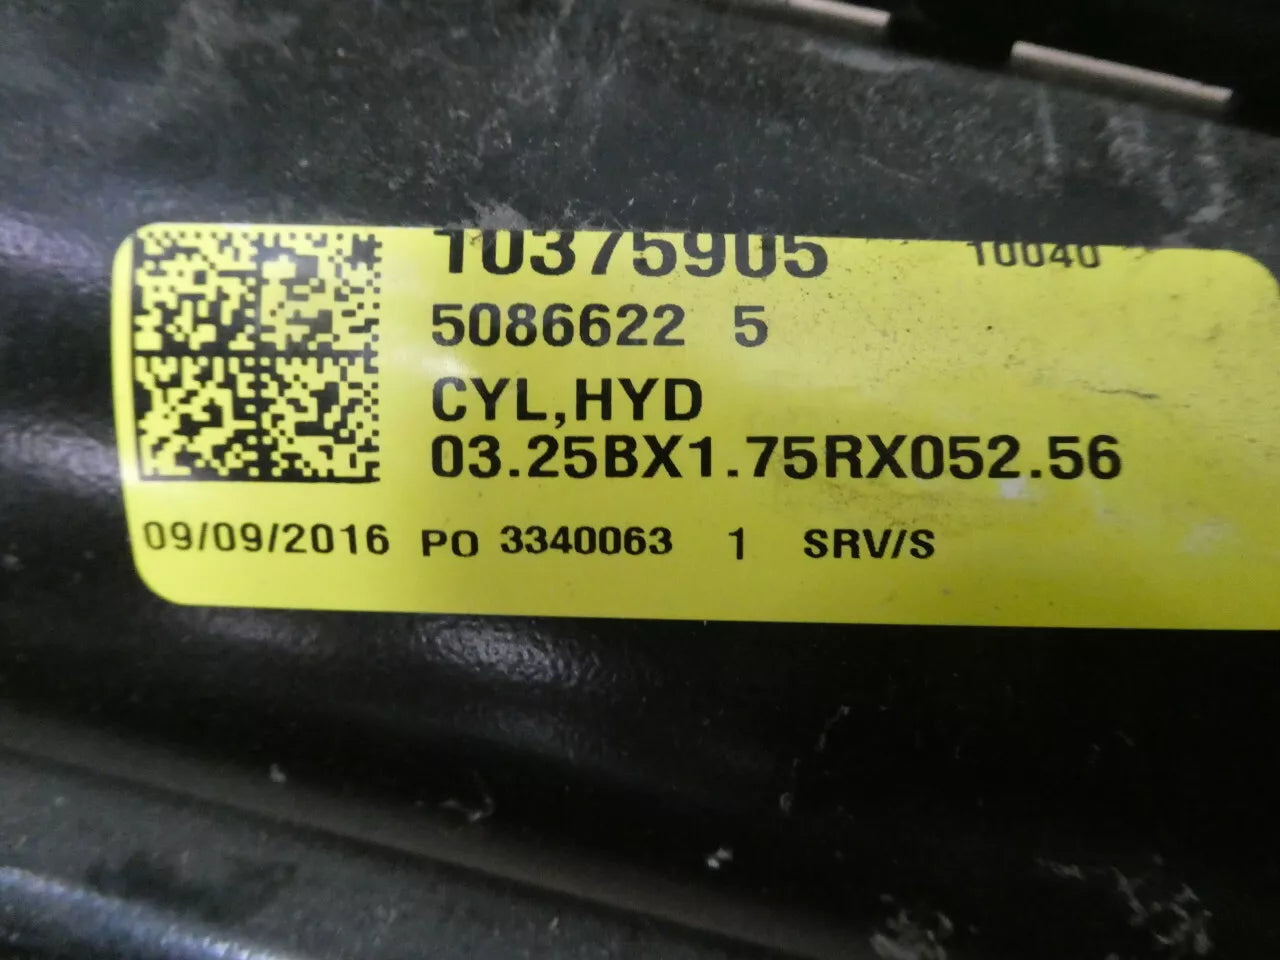 10375905 10040
5086622 5
CYL,HYD
03.25BX1.75RX052.56
09/09/2016 PO 3340063 1 SRV/S